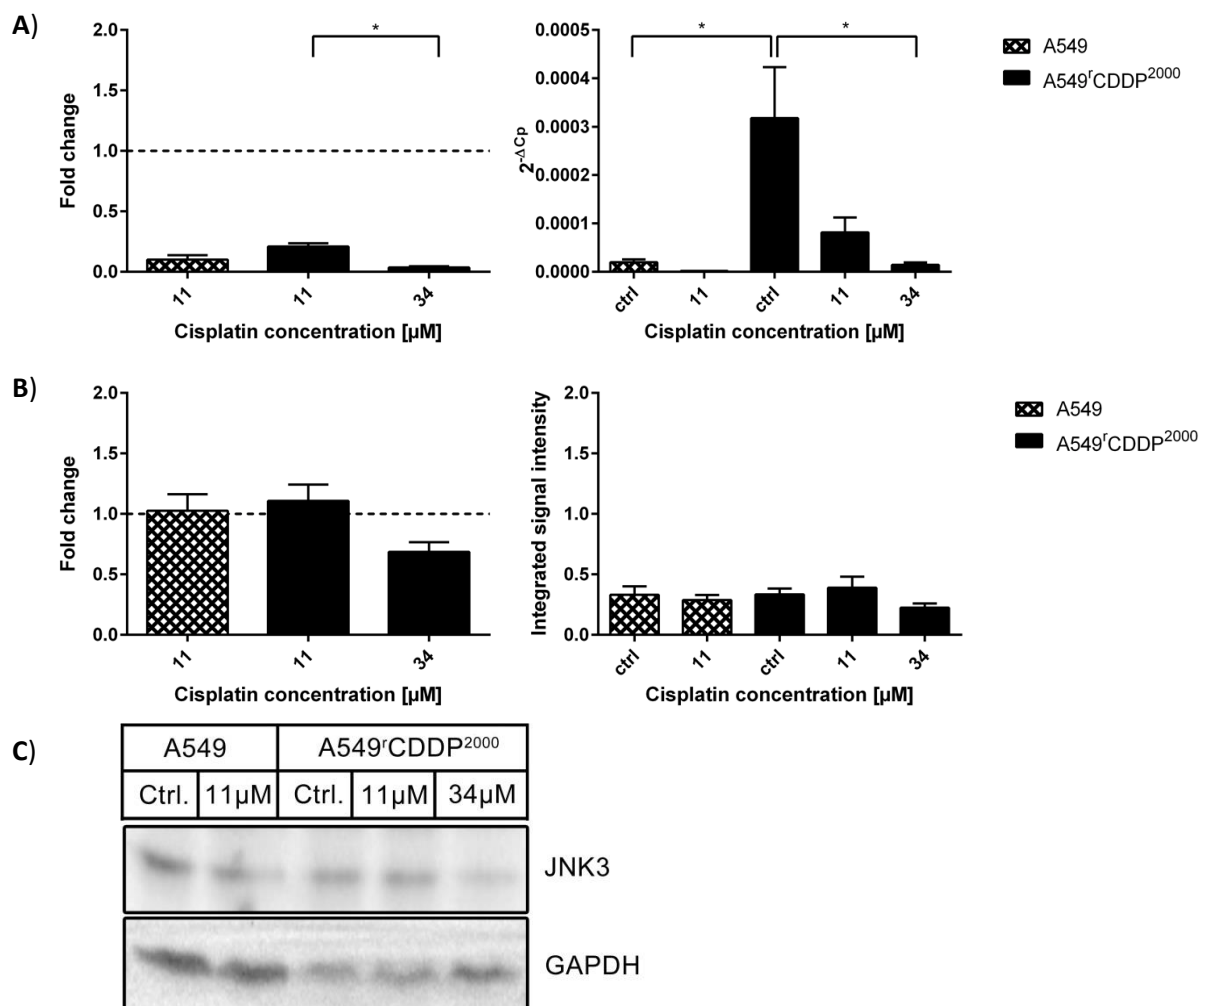 A)
2.0
1.5
1.0
0.5
0.0
Fold change
*
11
11
34
Cisplatin concentration [µM]
0.0005
0.0004
0.0003
0.0002
0.0001
0.0000
2^-ΔCp
*
*
ctrl
11
ctrl
11
34
Cisplatin concentration [µM]
A549
A549^rCDDP^2000
B)
2.0
1.5
1.0
0.5
0.0
Fold change
11
11
34
Cisplatin concentration [µM]
2.0
1.5
1.0
0.5
0.0
Integrated signal intensity
ctrl
11
ctrl
11
34
Cisplatin concentration [µM]
A549
A549^rCDDP^2000
C)
A549 A549^rCDDP^2000
Ctrl. 11µM Ctrl. 11µM 34µM
JNK3
GAPDH